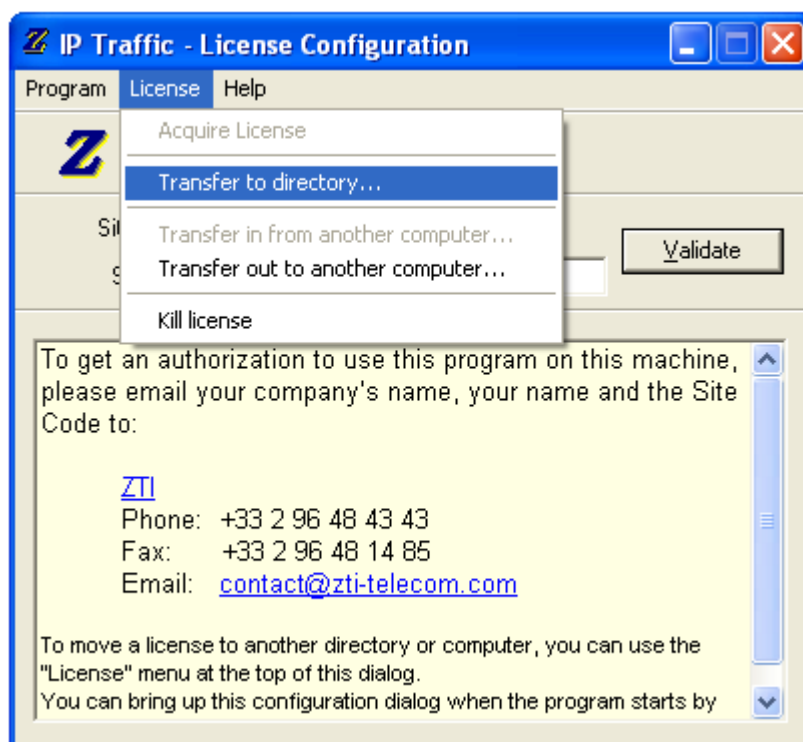 IP Traffic - License Configuration
Program License Help
Acquire License
Transfer to directory...
Transfer in from another computer...
Transfer out to another computer...
Kill license
Validate
To get an authorization to use this program on this machine,
please email your company's name, your name and the Site
Code to:
ZTI
Phone: +33 2 96 48 43 43
Fax: +33 2 96 48 14 85
Email: contact@zti-telecom.com
To move a license to another directory or computer, you can use the
"License" menu at the top of this dialog.
You can bring up this configuration dialog when the program starts by